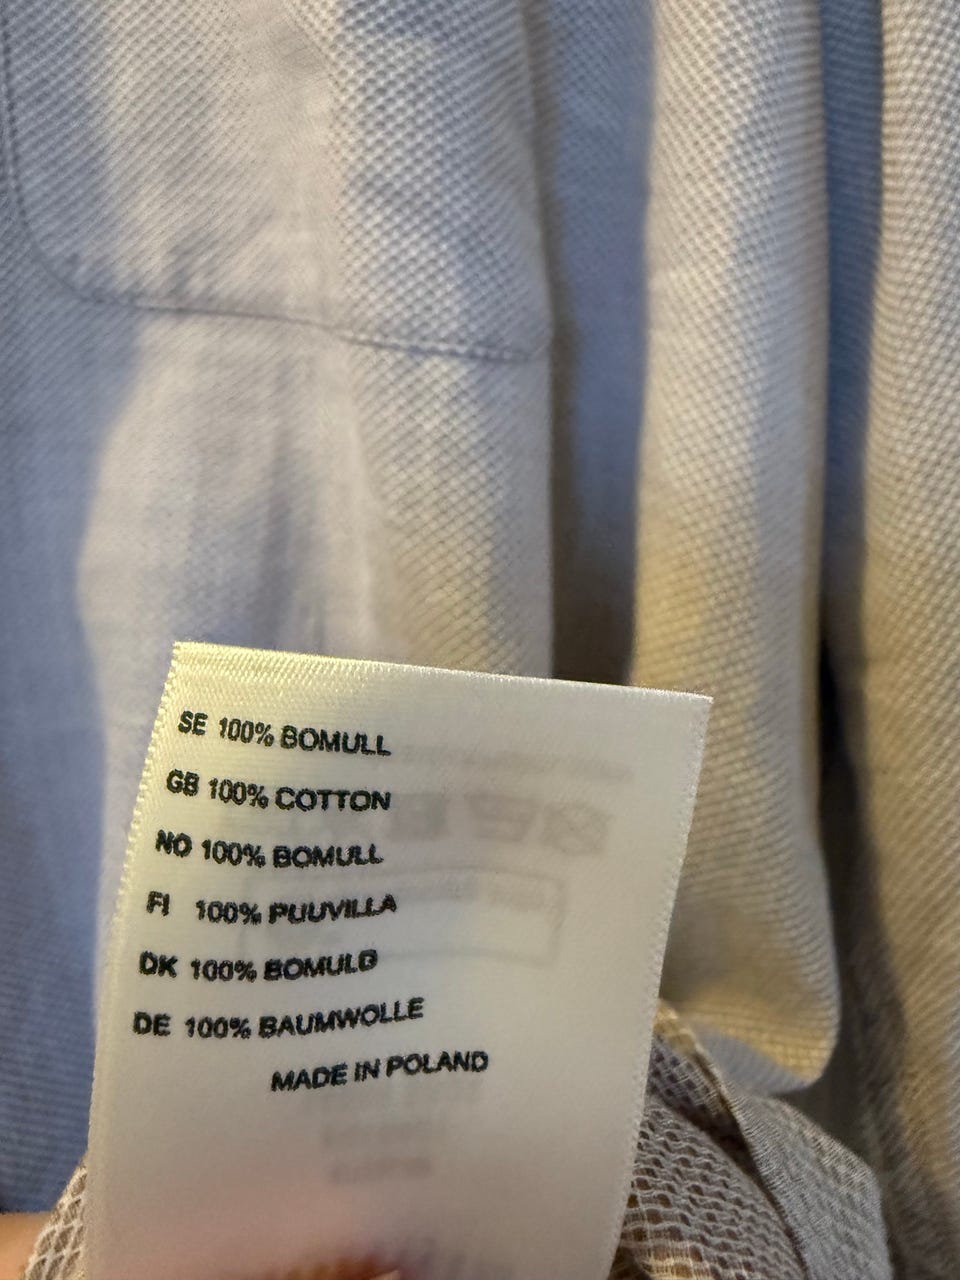 SE 100% BOMULL
GB 100% COTTON
NO 100% BOMULL
FI 100% PUUVILLA
DK 100% BOMULD
DE 100% BAUMWOLLE
MADE IN POLAND